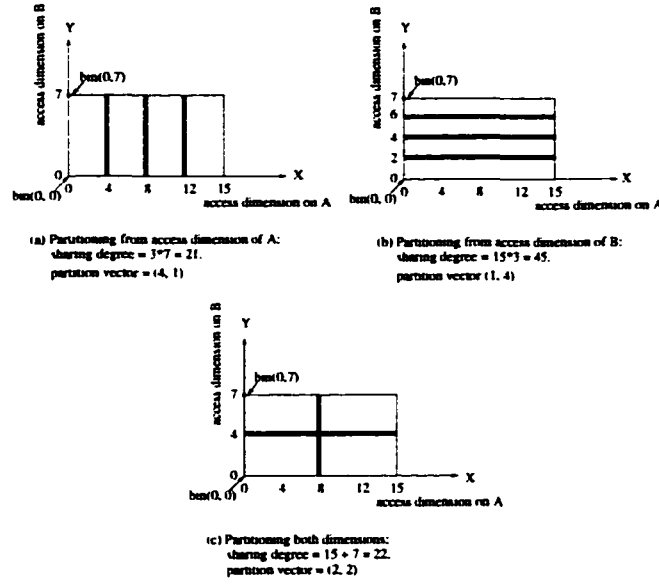 access dimension on B
Y
7
bin(0,7)
0
bin(0, 0)
0 4 8 12 15
X
access dimension on A
(a) Partitioning from access dimension of A:
sharing degree = 3*7 = 21.
partition vector = (4, 1)
access dimension on B
Y
bin(0,7)
7
6
4
2
0
bin(0, 0)
0 4 8 12 15
X
access dimension on A
(b) Partitioning from access dimension of B:
sharing degree = 15*3 = 45.
partition vector (1, 4)
access dimension on B
Y
bin(0,7)
7
4
0
bin(0, 0)
0 4 8 12 15
X
access dimension on A
(c) Partitioning both dimensions:
sharing degree = 15 + 7 = 22.
partition vector = (2, 2)